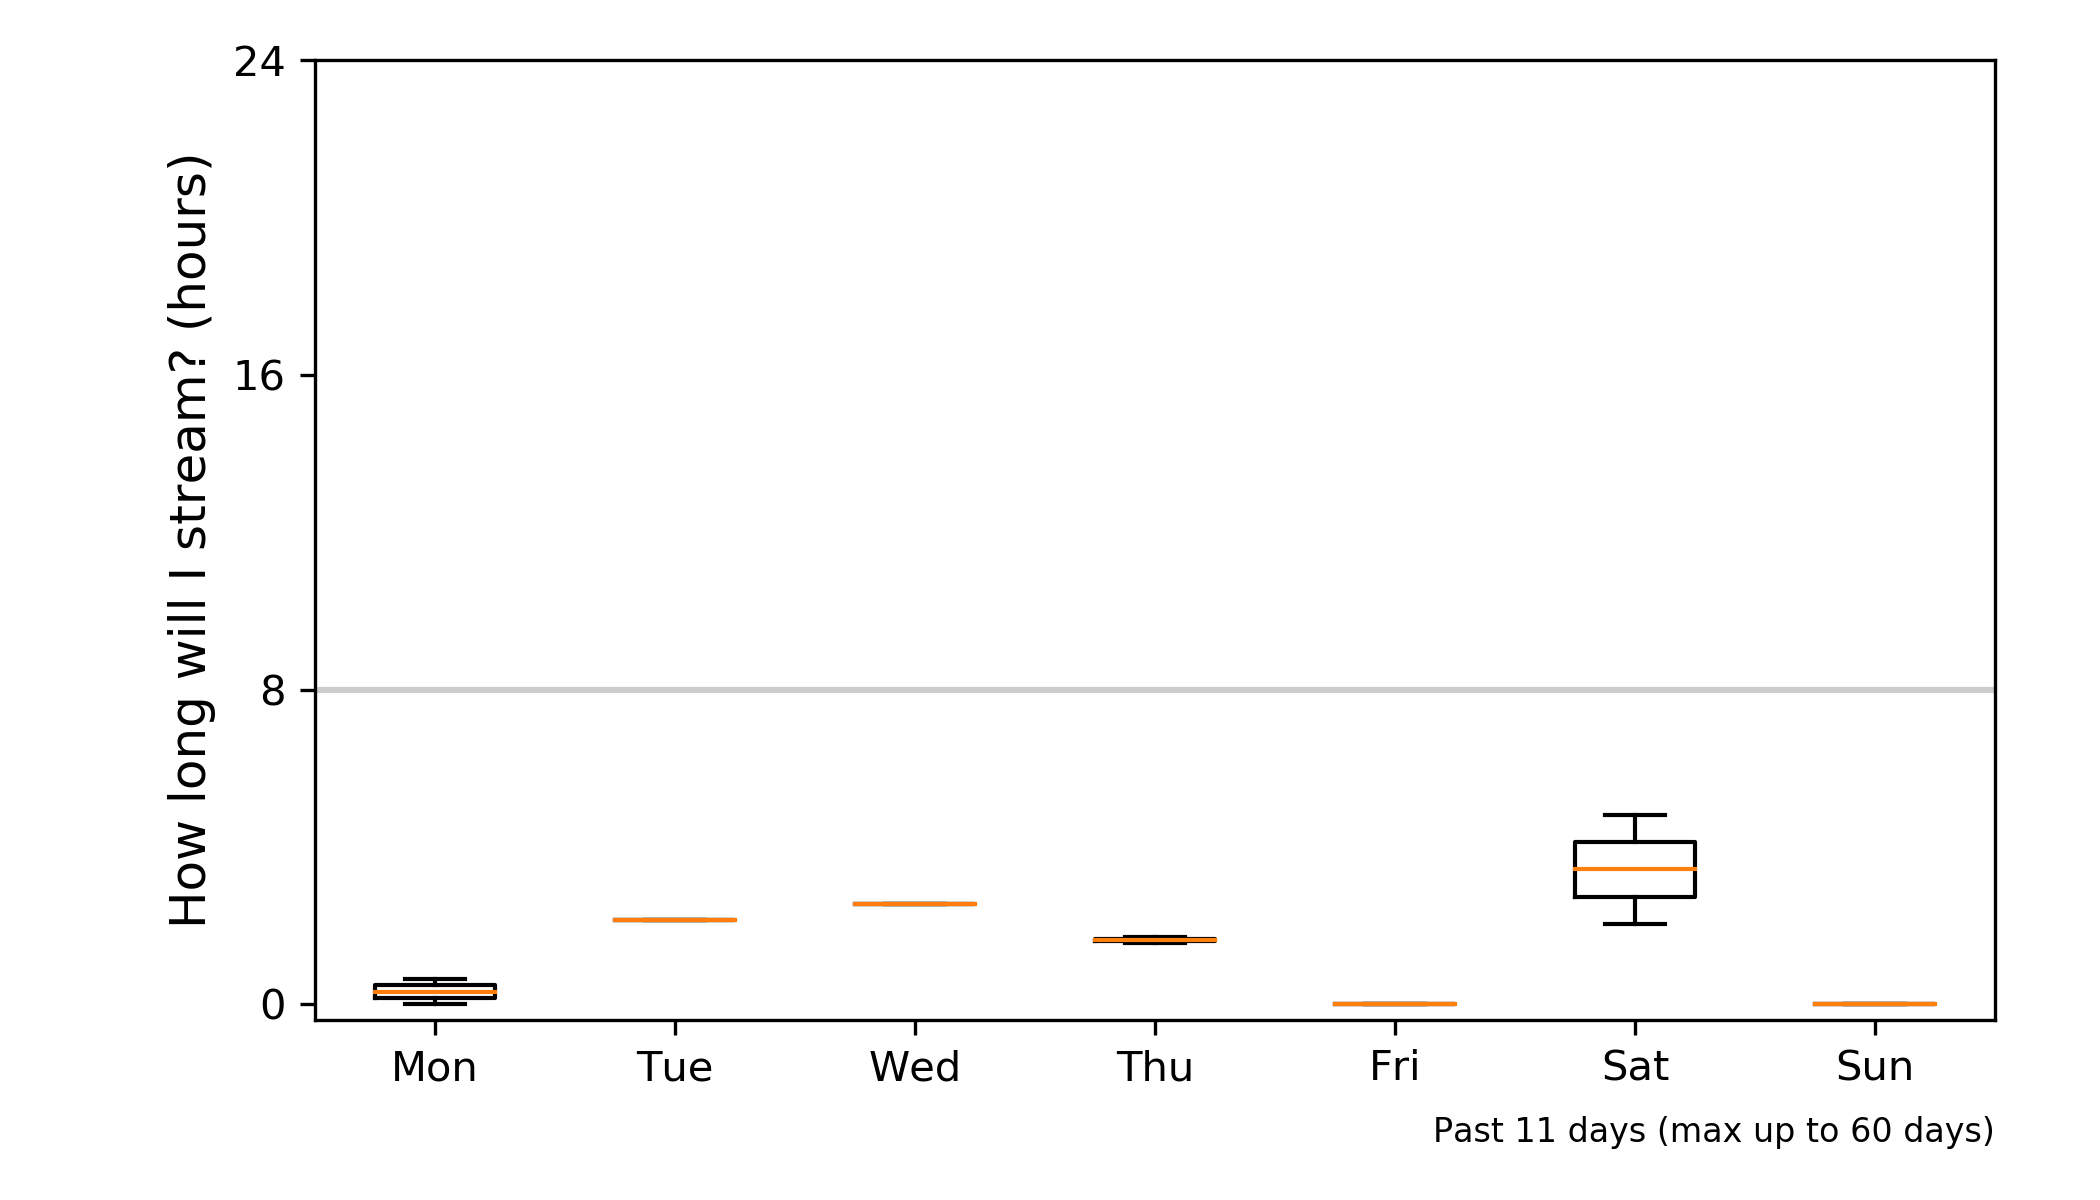 How long will I stream? (hours)
24
16
8
0
Mon Tue Wed Thu Fri Sat Sun
Past 11 days (max up to 60 days)